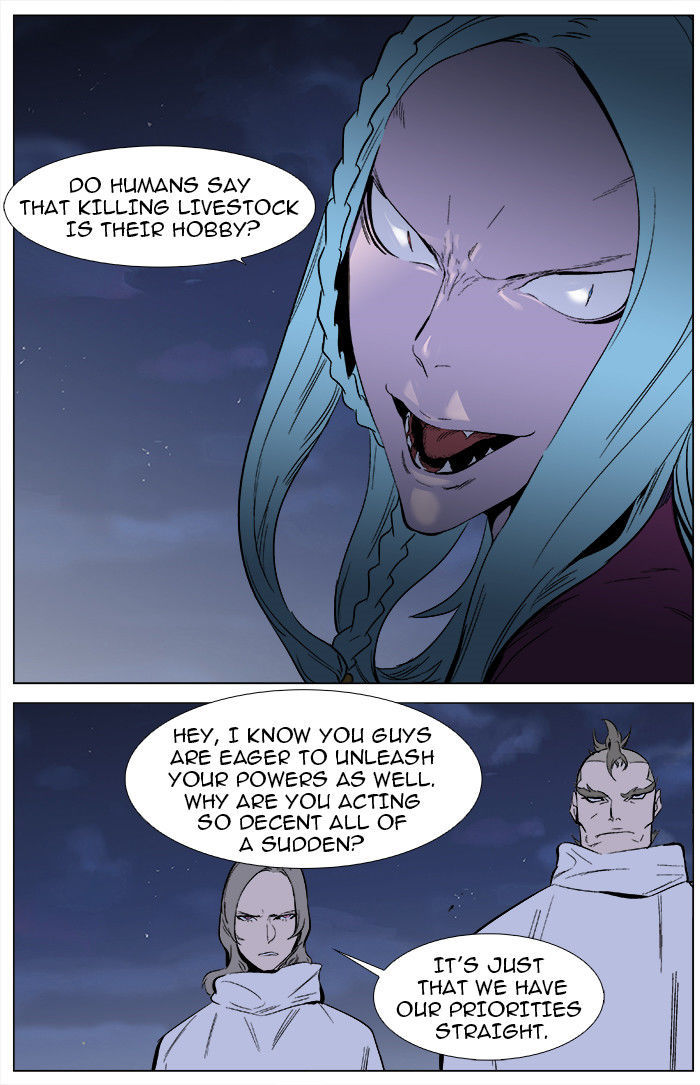 DO HUMANS SAY
THAT KILLING LIVESTOCK
IS THEIR HOBBY?
HEY, I KNOW YOU GUYS
ARE EAGER TO UNLEASH
YOUR POWERS AS WELL.
WHY ARE YOU ACTING
SO DECENT ALL OF
A SUDDEN?
IT'S JUST
THAT WE HAVE
OUR PRIORITIES
STRAIGHT.